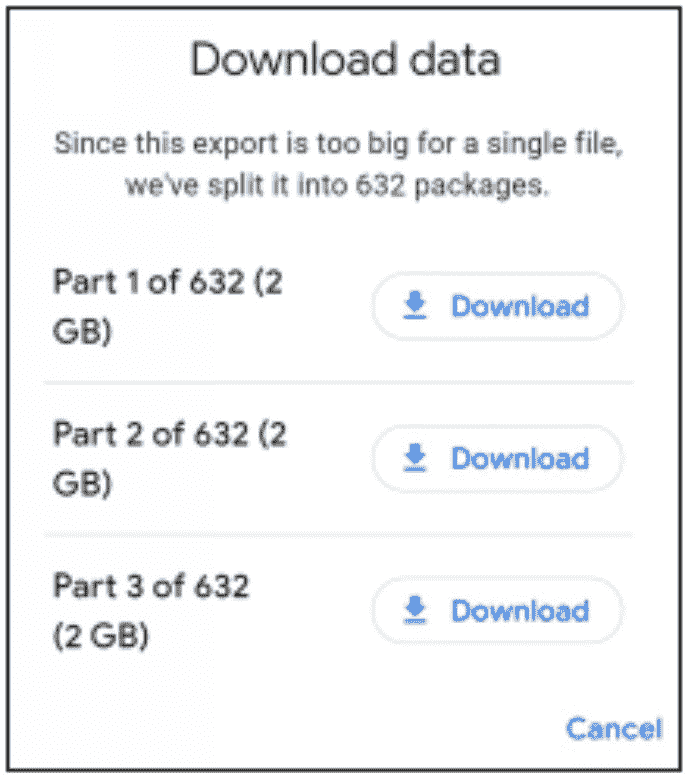 Download data
Since this export is too big for a single file,
we've split it into 632 packages.
Part 1 of 632 (2
GB)
Download
Part 2 of 632 (2
GB)
Download
Part 3 of 632
(2 GB)
Download
Cancel